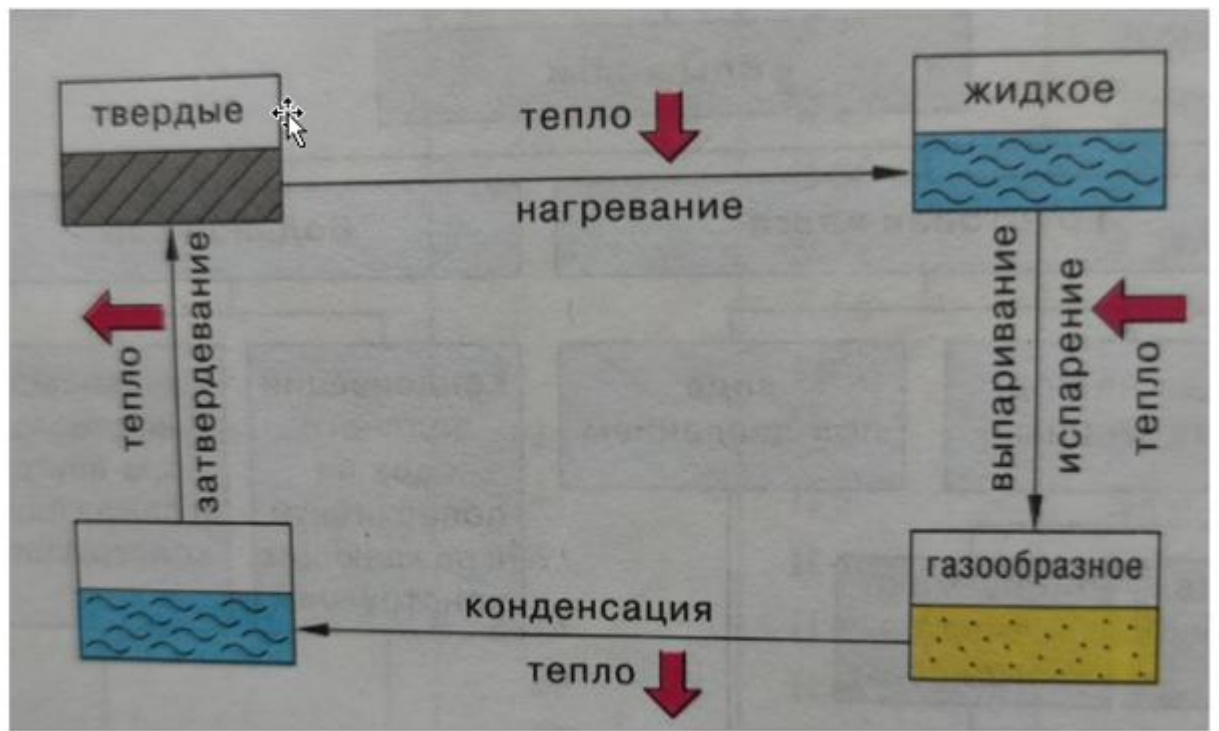 твердые
тепло
жидкое
нагревание
затвердевание
тепло
выпаривание
испарение
тепло
газообразное
конденсация
тепло